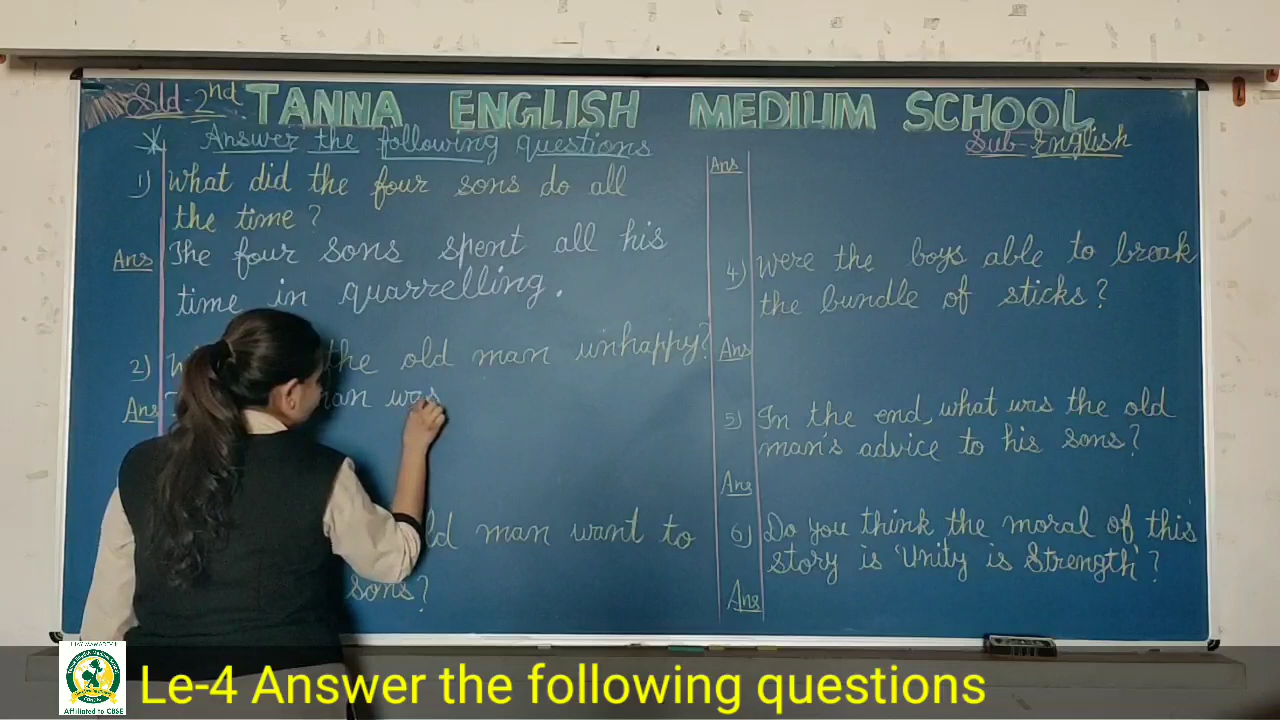 Std-2nd
TANNA ENGLISH MEDIUM SCHOOL
Sub-English
Answer the following questions
1) What did the four sons do all
the time?
Ans The four sons spent all his
time in quarrelling.
2) the old man unhappy?
Ans man was
old man want to
sons?
Ans
4) Were the boys able to break
the bundle of sticks?
Ans
5) In the end, what was the old
man's advice to his sons?
Ans
6) Do you think the moral of this
story is 'Unity is Strength'?
Ans
Affiliated to CBSE
Le-4 Answer the following questions